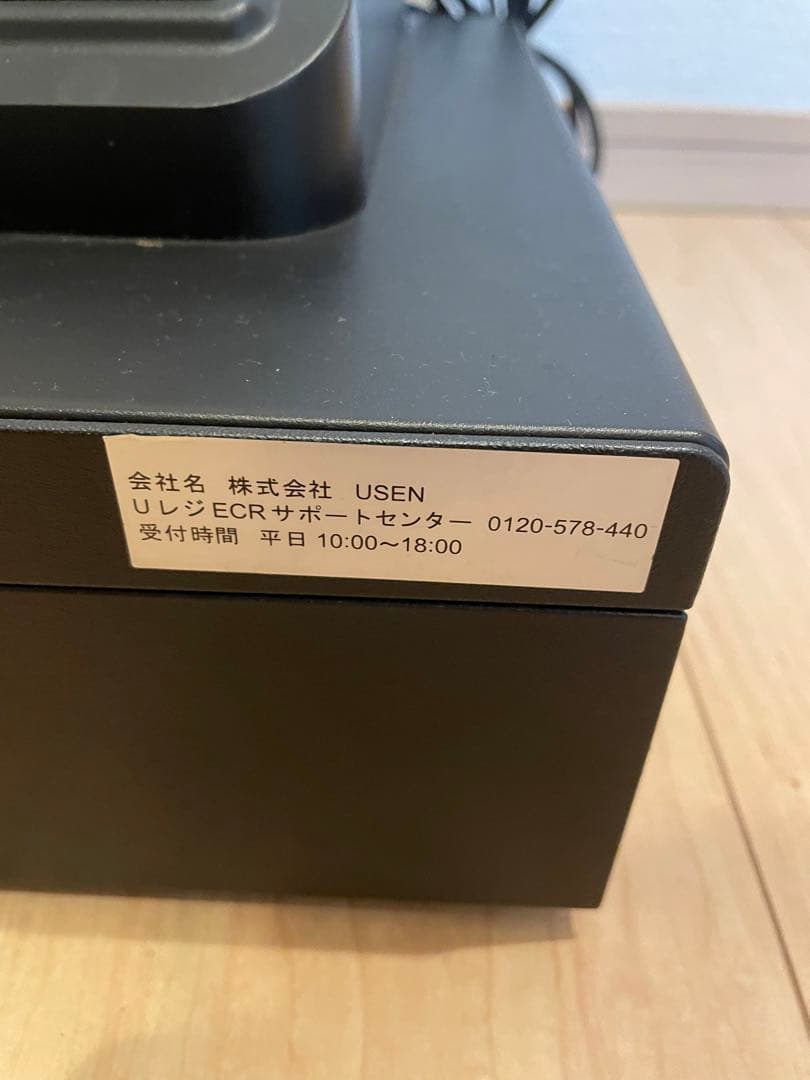 会社名 株式会社 USEN
UレジECRサポートセンター 0120-578-440
受付時間 平日 10:00～18:00